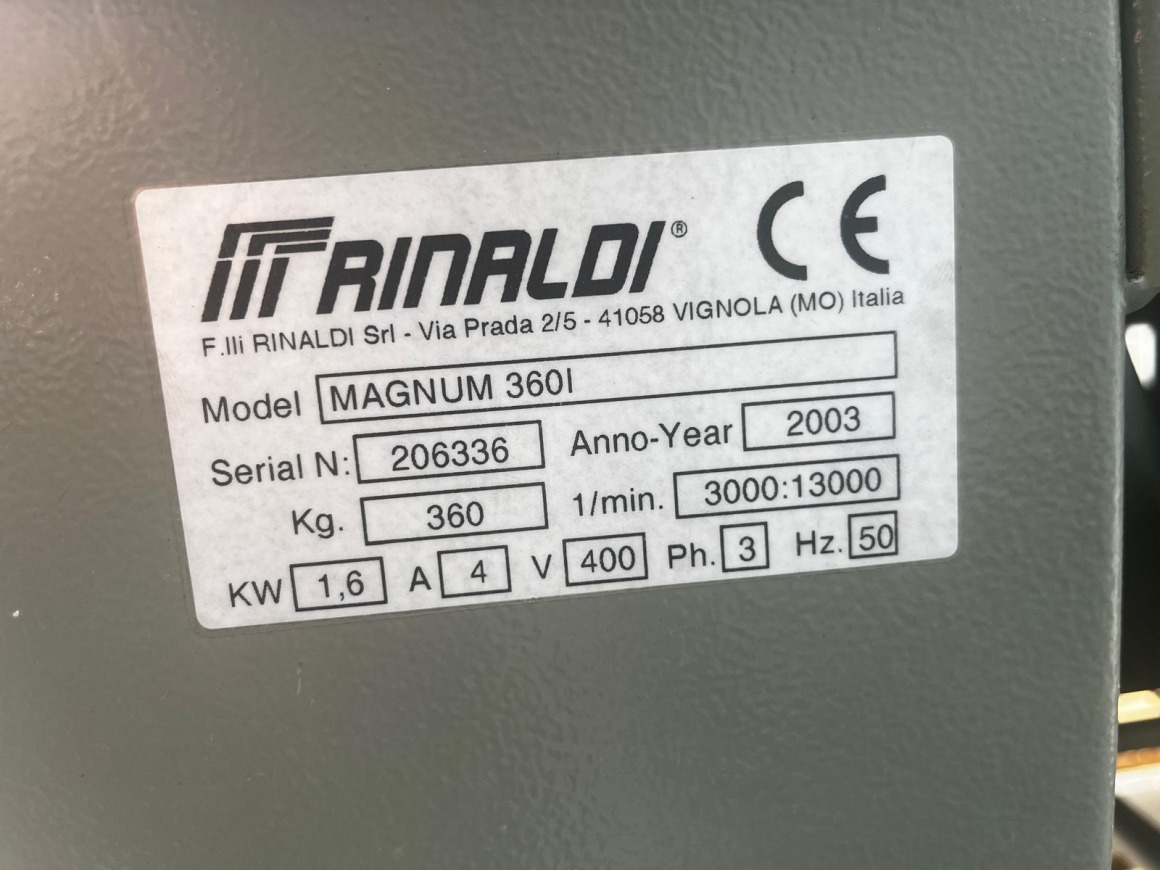 RINALDI® CE
F.lli RINALDI Srl - Via Prada 2/5 - 41058 VIGNOLA (MO) Italia
Model MAGNUM 360I
Serial N: 206336 Anno-Year 2003
Kg. 360 1/min. 3000:13000
KW 1,6 A 4 V 400 Ph. 3 Hz. 50